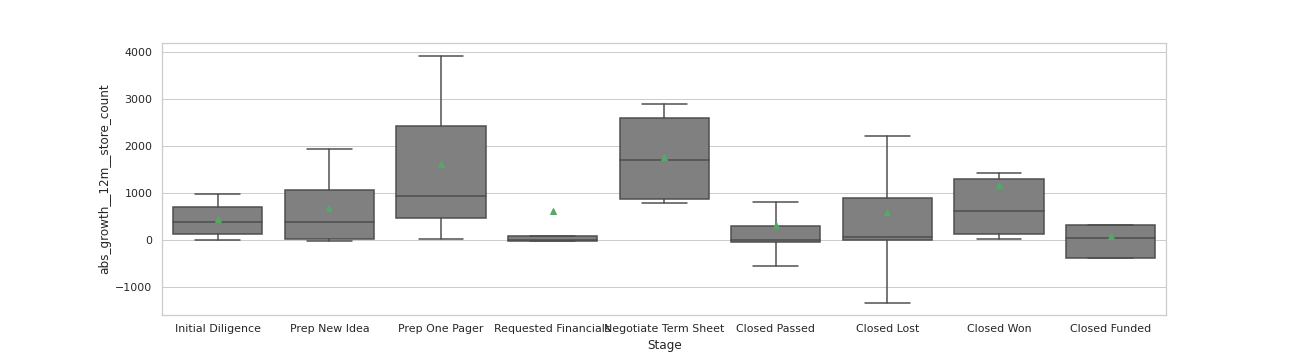 4000
3000
2000
1000
0
−1000
abs_growth__12m__store_count
Initial Diligence Prep New Idea Prep One Pager Requested Financials Negotiate Term Sheet Closed Passed Closed Lost Closed Won Closed Funded
Stage